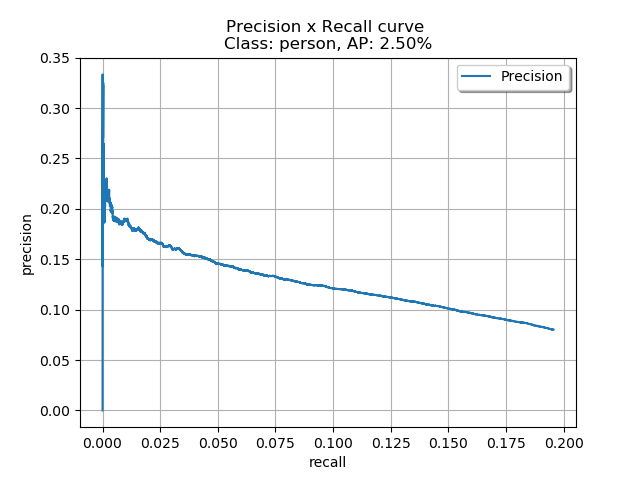 Precision x Recall curve
Class: person, AP: 2.50%
Precision
0.35
0.30
0.25
0.20
0.15
0.10
0.05
0.00
precision
0.000 0.025 0.050 0.075 0.100 0.125 0.150 0.175 0.200
recall